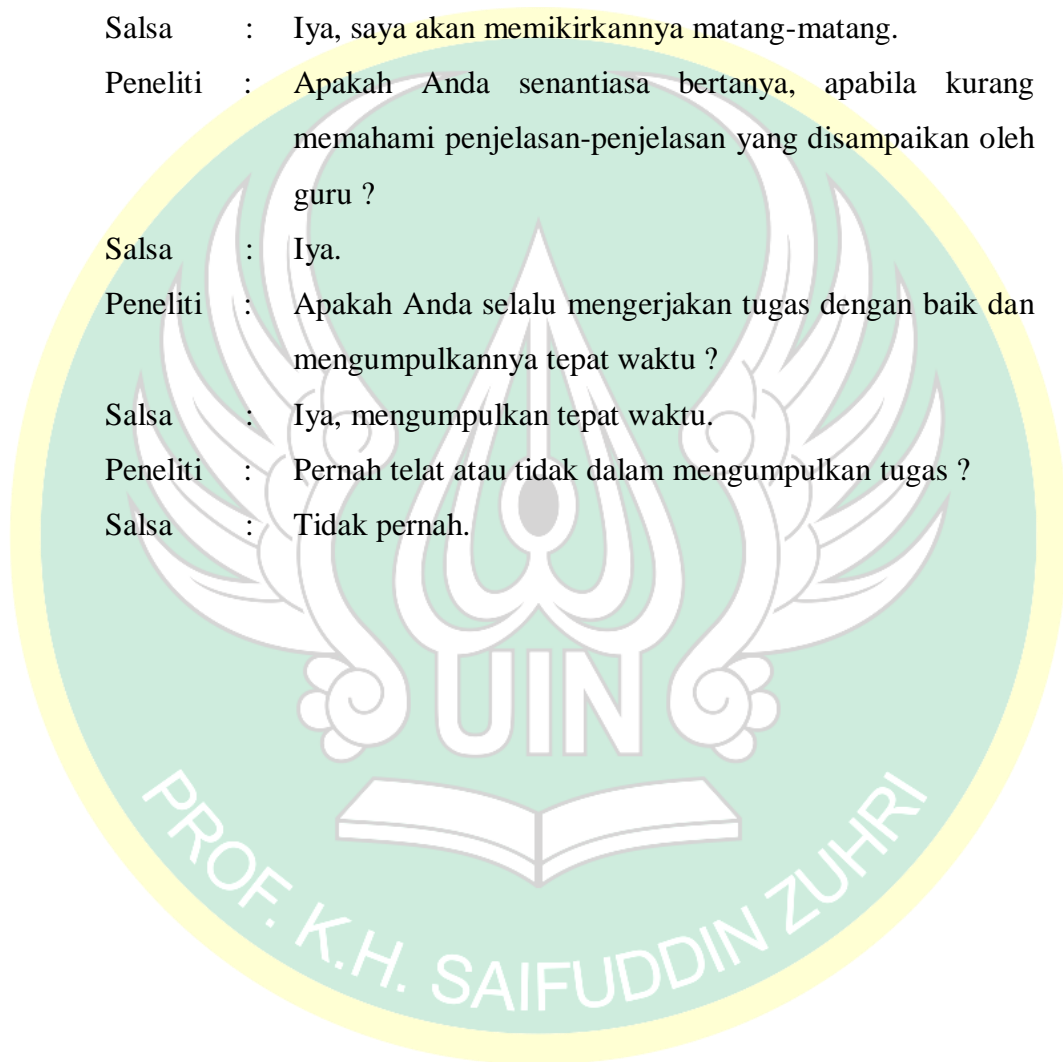 Salsa : Iya, saya akan memikirkannya matang-matang.
Peneliti : Apakah Anda senantiasa bertanya, apabila kurang
memahami penjelasan-penjelasan yang disampaikan oleh
guru ?
Salsa : Iya.
Peneliti : Apakah Anda selalu mengerjakan tugas dengan baik dan
mengumpulkannya tepat waktu ?
Salsa : Iya, mengumpulkan tepat waktu.
Peneliti : Pernah telat atau tidak dalam mengumpulkan tugas ?
Salsa : Tidak pernah.
UIN
PROF. K.H. SAIFUDDIN ZUHRI